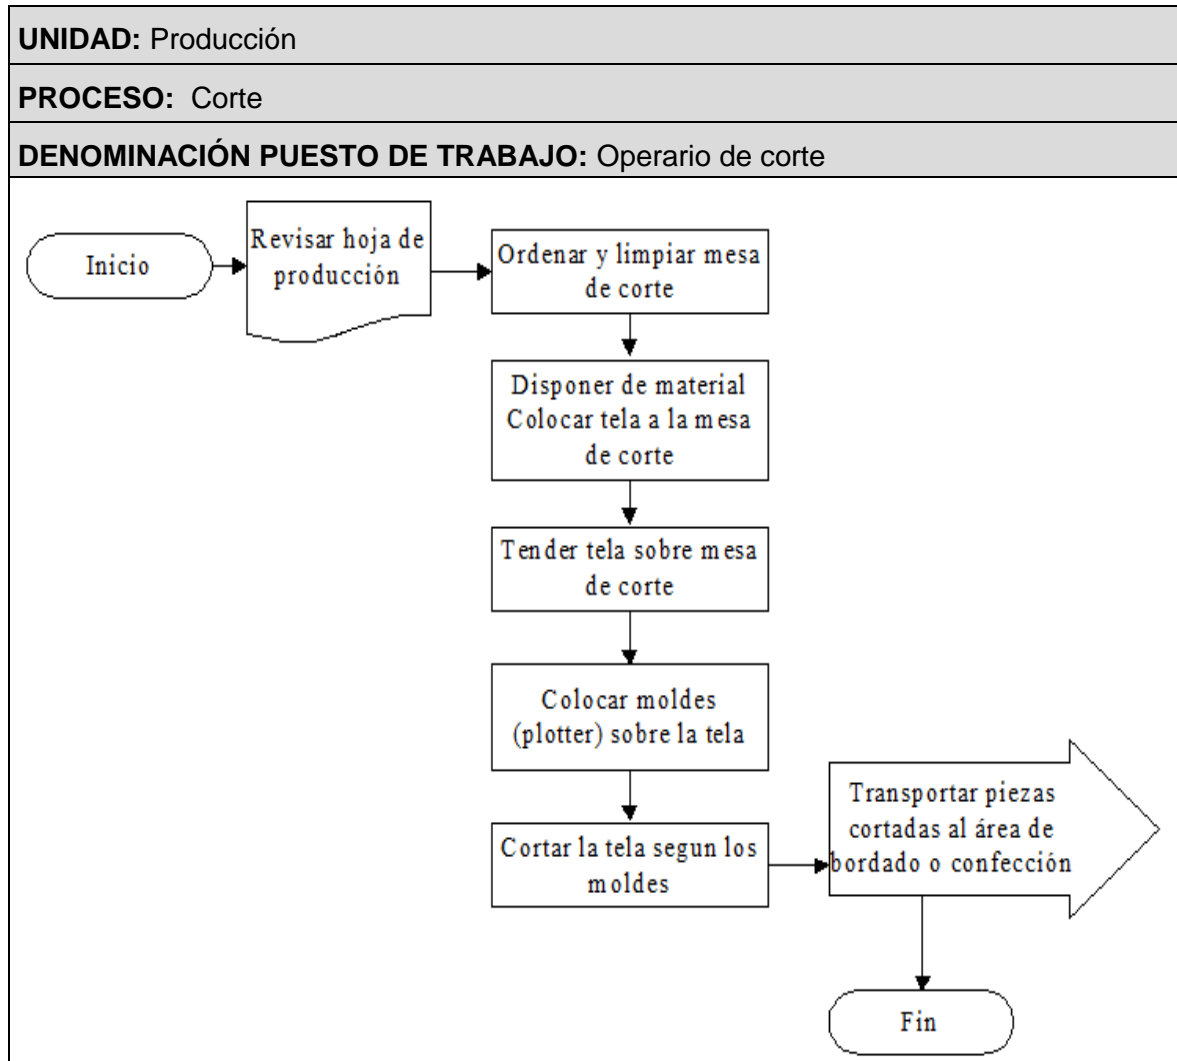 UNIDAD: Producción
PROCESO: Corte
DENOMINACIÓN PUESTO DE TRABAJO: Operario de corte
Inicio
Revisar hoja de
producción
Ordenar y limpiar mesa
de corte
Disponer de material
Colocar tela a la mesa
de corte
Tender tela sobre mesa
de corte
Colocar moldes
(plotter) sobre la tela
Cortar la tela segun los
moldes
Transportar piezas
cortadas al área de
bordado o confección
Fin